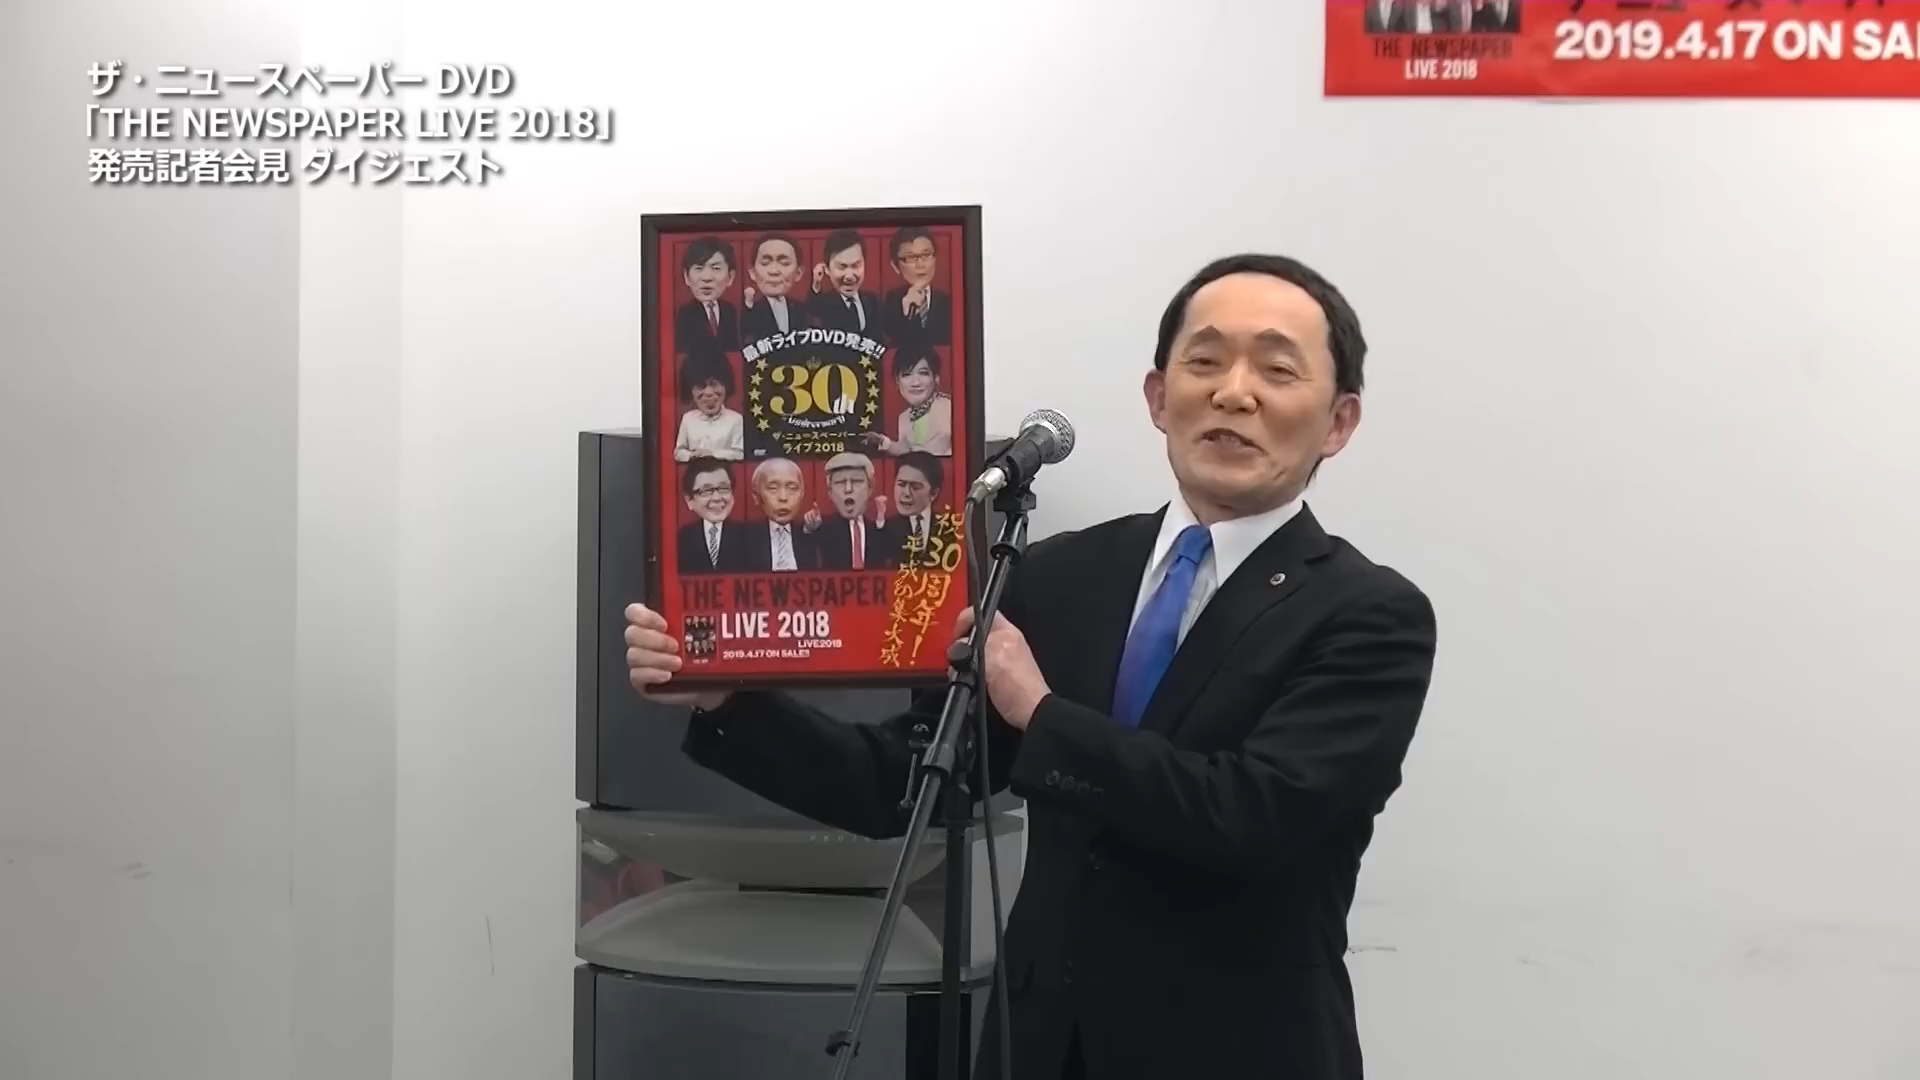 ザ・ニュースペーパー DVD
「THE NEWSPAPER LIVE 2018」
発売記者会見 ダイジェスト
THE NEWSPAPER
LIVE 2018
2019.4.17 ON SA
最新ライブDVD発売!!
30th
ザ・ニュースペーパー
ライブ2018
祝30周年!
平成の集大成
THE NEWSPAPER
LIVE 2018
LIVE2018
2019.4.17 ON SALE!!